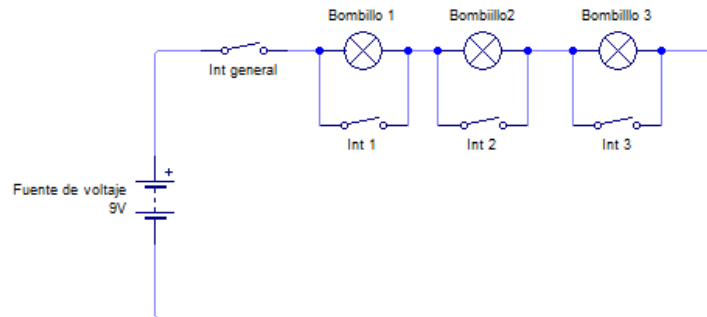 Bombillo 1
Bombiillo2
Bombilllo 3
Int general
Int 1
Int 2
Int 3
+
Fuente de voltaje
9V